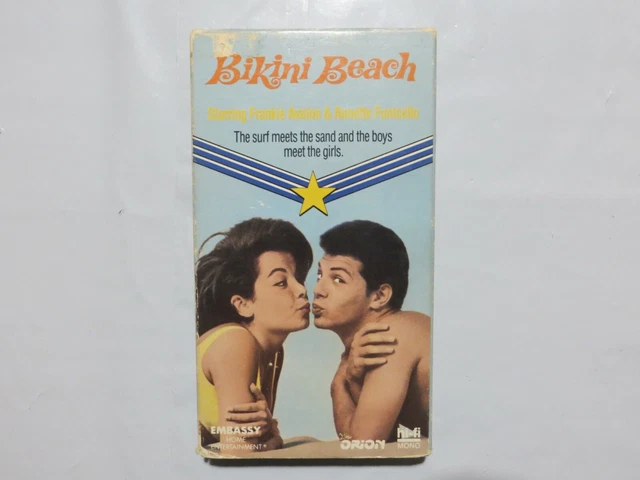 Bikini Beach
Starring Frankie Avalon & Annette Funicello
The surf meets the sand and the boys
meet the girls.
EMBASSY
HOME
ENTERTAINMENT®
ORION
hi-fi
MONO